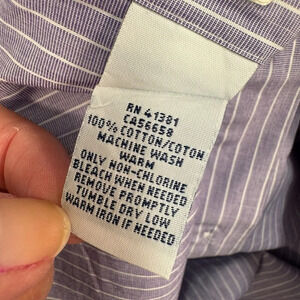 RN 41381
CA56658
100% COTTON/COTON
MACHINE WASH
WARM
ONLY NON-CHLORINE
BLEACH WHEN NEEDED
REMOVE PROMPTLY
TUMBLE DRY LOW
WARM IRON IF NEEDED